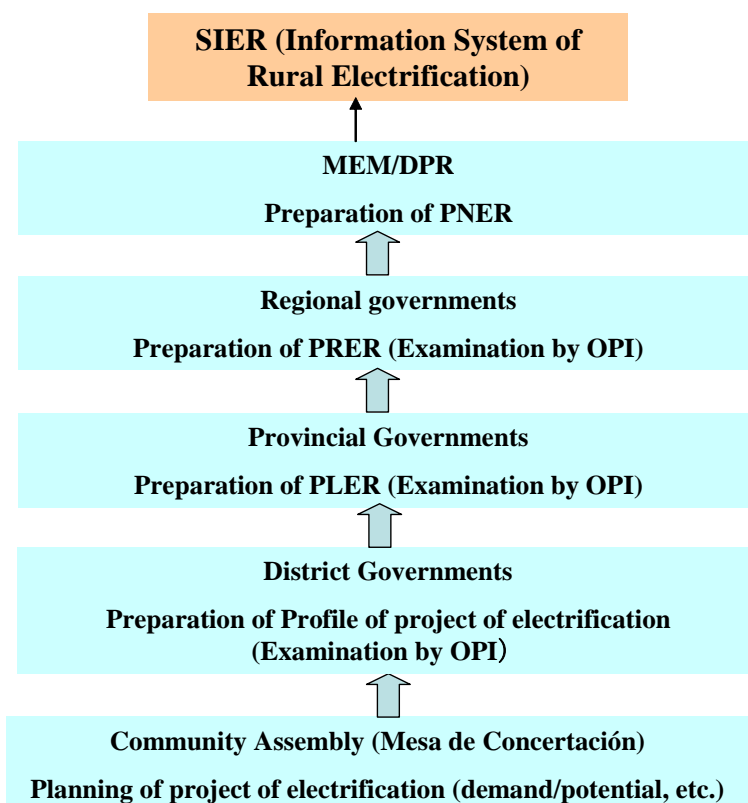 SIER (Information System of
Rural Electrification)
MEM/DPR
Preparation of PNER
Regional governments
Preparation of PRER (Examination by OPI)
Provincial Governments
Preparation of PLER (Examination by OPI)
District Governments
Preparation of Profile of project of electrification
(Examination by OPI）
Community Assembly (Mesa de Concertación)
Planning of project of electrification (demand/potential, etc.)